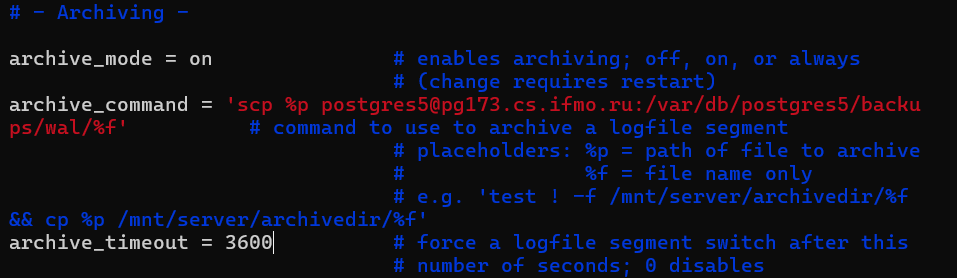 # - Archiving -
archive_mode = on # enables archiving; off, on, or always
# (change requires restart)
archive_command = 'scp %p postgres5@pg173.cs.ifmo.ru:/var/db/postgres5/backu
ps/wal/%f' # command to use to archive a logfile segment
# placeholders: %p = path of file to archive
# %f = file name only
# e.g. 'test ! -f /mnt/server/archivedir/%f
&& cp %p /mnt/server/archivedir/%f'
archive_timeout = 3600 # force a logfile segment switch after this
# number of seconds; 0 disables